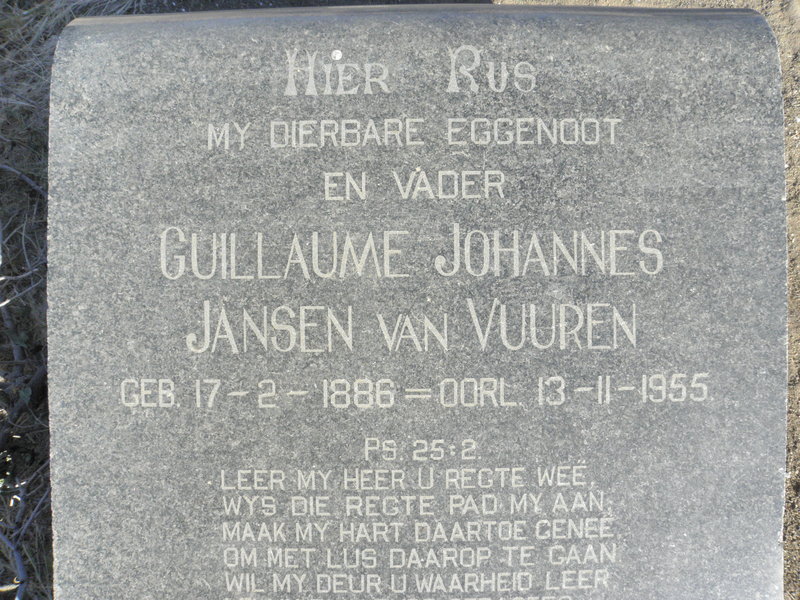 HIER RUS
MY DIERBARE EGGENOOT
EN VADER
GUILLAUME JOHANNES
JANSEN VAN VUUREN
GEB. 17-2-1886=OORL. 13-11-1955
PS. 25:2.
LEER MY HEER U REGTE WEË,
WYS DIE REGTE PAD MY AAN,
MAAK MY HART DAARTOE GENEË
OM MET LUS DAAROP TE GAAN
WIL MY DEUR U WAARHEID LEER